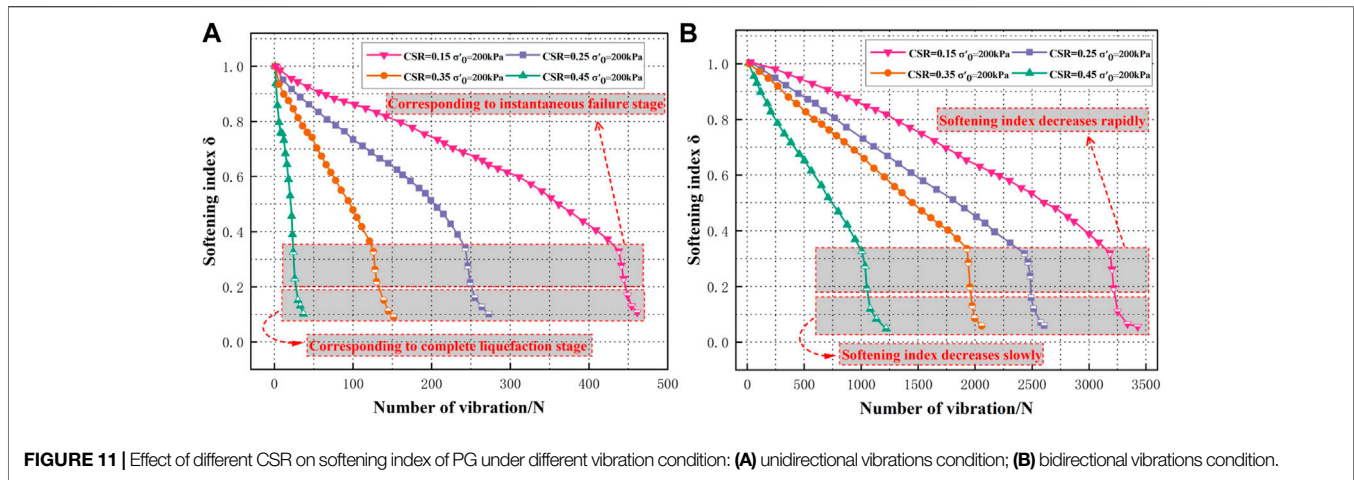 A
CSR=0.15 σ'₀=200kPa CSR=0.25 σ'₀=200kPa
CSR=0.35 σ'₀=200kPa CSR=0.45 σ'₀=200kPa
Corresponding to instantaneous failure stage
Corresponding to complete liquefaction stage
Softening index δ
1.0
0.8
0.6
0.4
0.2
0.0
0 100 200 300 400 500
Number of vibration/N
B
CSR=0.15 σ'₀=200kPa CSR=0.25 σ'₀=200kPa
CSR=0.35 σ'₀=200kPa CSR=0.45 σ'₀=200kPa
Softening index decreases rapidly
Softening index decreases slowly
Softening index δ
1.0
0.8
0.6
0.4
0.2
0.0
0 500 1000 1500 2000 2500 3000 3500
Number of vibration/N
FIGURE 11 | Effect of different CSR on softening index of PG under different vibration condition: (A) unidirectional vibrations condition; (B) bidirectional vibrations condition.